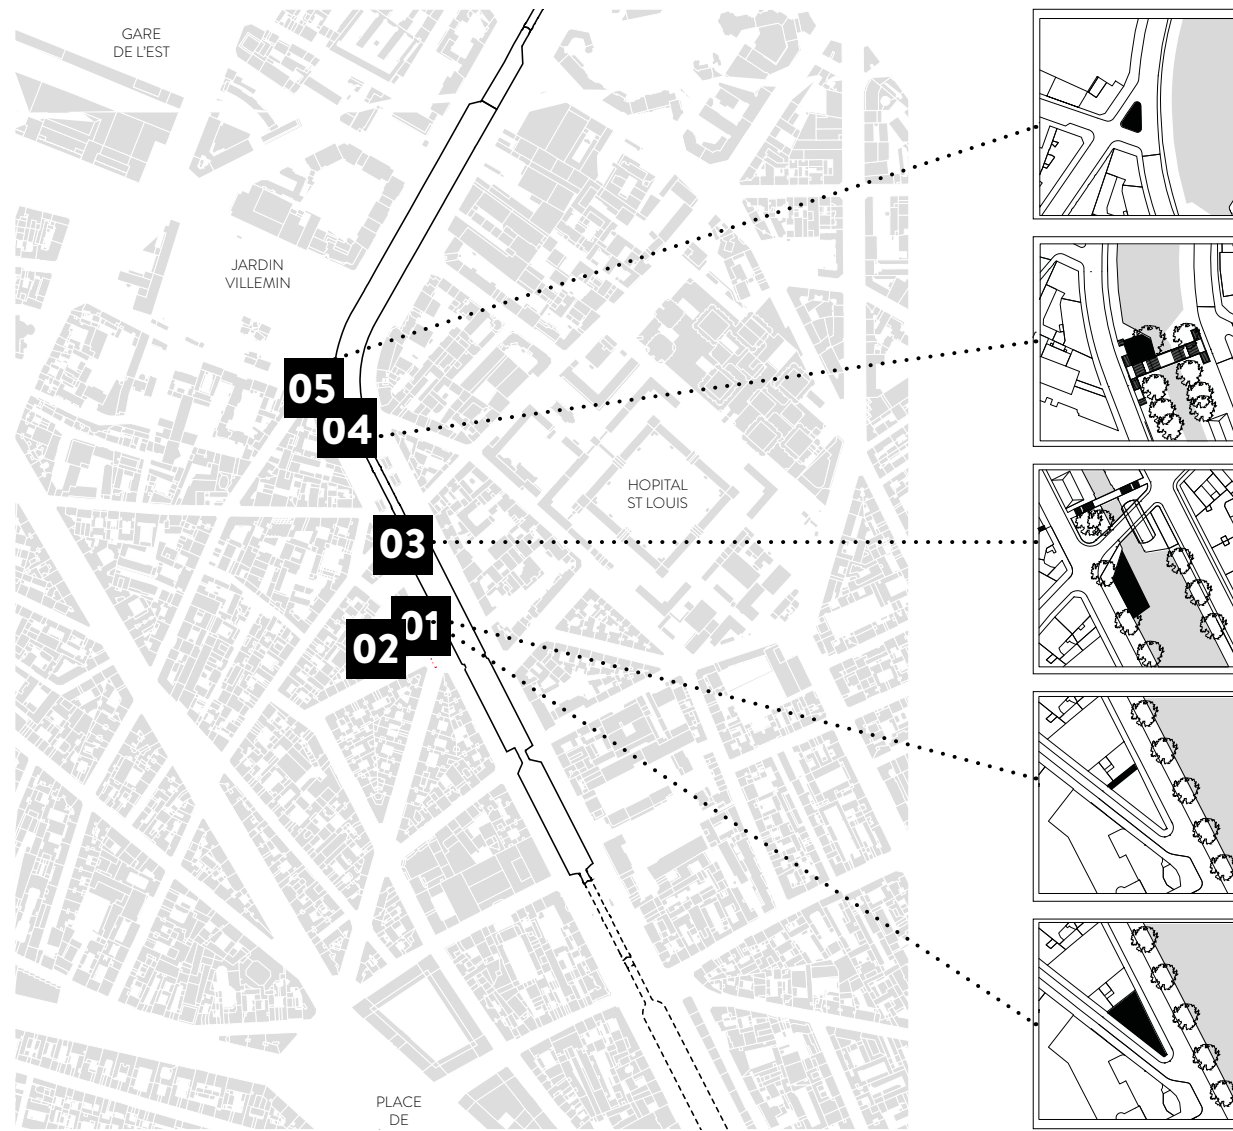 GARE
DE L'EST
JARDIN
VILLEMIN
05
04
HOPITAL
ST LOUIS
03
01
02
PLACE
DE